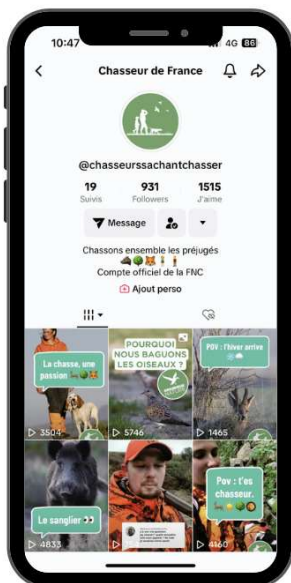 10:47
4G 86
Chasseur de France
@chasseurssachantchasser
19 931 1515
Suivis Followers J'aime
Message
Chassons ensemble les préjugés
Compte officiel de la FNC
Ajout perso
La chasse, une
passion
3504
POURQUOI
NOUS BAGUONS
LES OISEAUX ?
5746
POV : l'hiver arrive
1465
Le sanglier
4833
Pov : t'es
chasseur.
4160